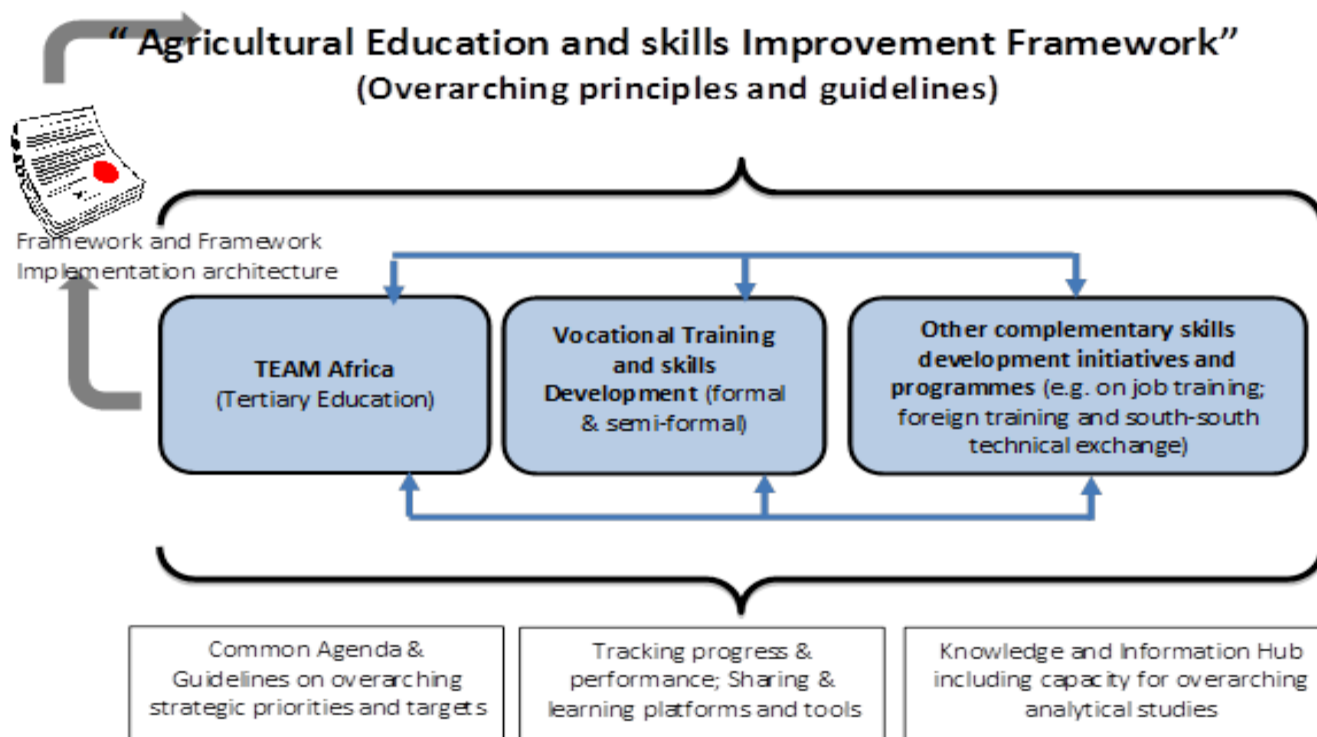 “ Agricultural Education and skills Improvement Framework”
(Overarching principles and guidelines)
Framework and Framework
Implementation architecture
TEAM Africa
(Tertiary Education)
Vocational Training
and skills
Development (formal
& semi-formal)
Other complementary skills
development initiatives and
programmes (e.g. on job training;
foreign training and south-south
technical exchange)
Common Agenda &
Guidelines on overarching
strategic priorities and targets
Tracking progress &
performance; Sharing &
learning platforms and tools
Knowledge and Information Hub
including capacity for overarching
analytical studies